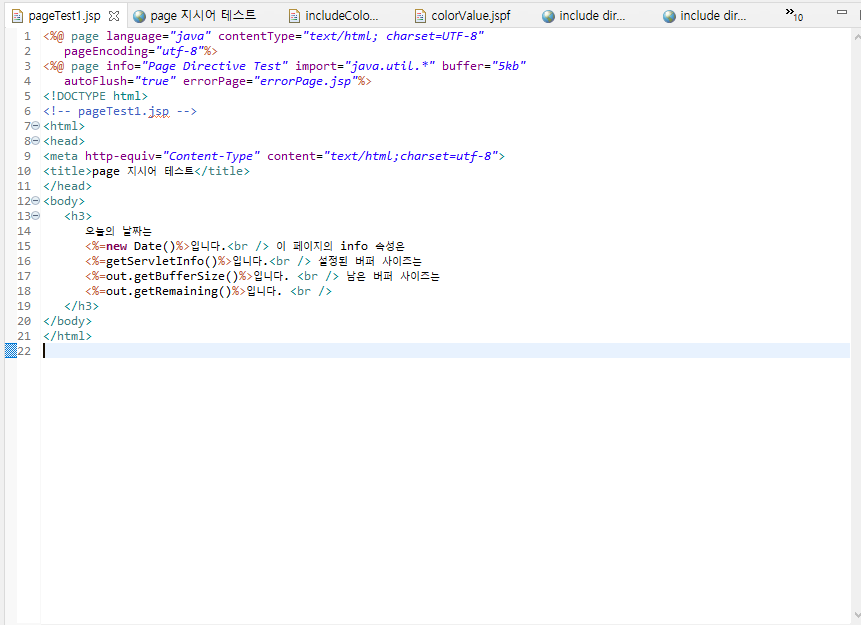 pageTest1.jsp page 지시어 테스트 includeColo... colorValue.jspf include dir... include dir... »10
1 <%@ page language="java" contentType="text/html; charset=UTF-8"
2 pageEncoding="utf-8"%>
3 <%@ page info="Page Directive Test" import="java.util.*" buffer="5kb"
4 autoFlush="true" errorPage="errorPage.jsp"%>
5 <!DOCTYPE html>
6 <!-- pageTest1.jsp -->
7 <html>
8 <head>
9 <meta http-equiv="Content-Type" content="text/html;charset=utf-8">
10 <title>page 지시어 테스트</title>
11 </head>
12 <body>
13 <h3>
14 오늘의 날짜는
15 <%=new Date()%>입니다.<br /> 이 페이지의 info 속성은
16 <%=getServletInfo()%>입니다.<br /> 설정된 버퍼 사이즈는
17 <%=out.getBufferSize()%>입니다. <br /> 남은 버퍼 사이즈는
18 <%=out.getRemaining()%>입니다. <br />
19 </h3>
20 </body>
21 </html>
22